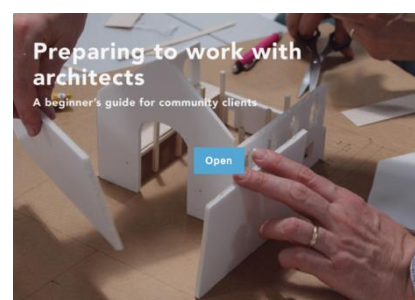 Preparing to work with
architects
A beginner's guide for community clients
Open